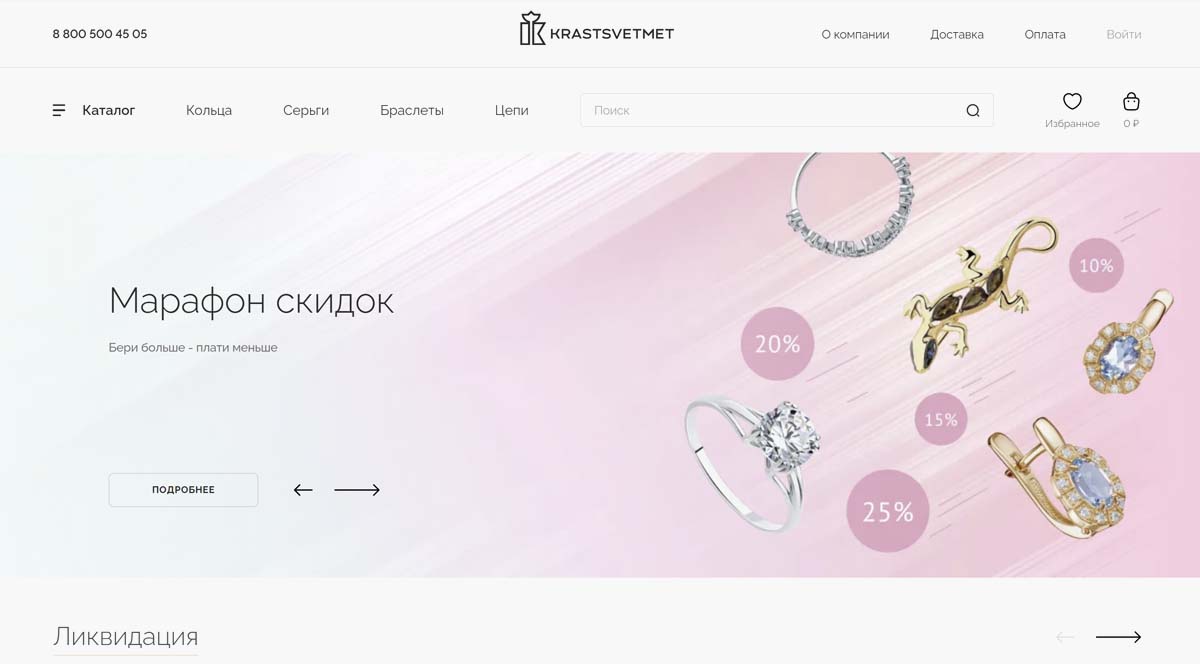 8 800 500 45 05
KRASTSVETMET
О компании
Доставка
Оплата
Войти
Каталог
Кольца
Серьги
Браслеты
Цепи
Поиск
Избранное
0 ₽
Марафон скидок
Бери больше - плати меньше
ПОДРОБНЕЕ
10%
20%
15%
25%
Ликвидация